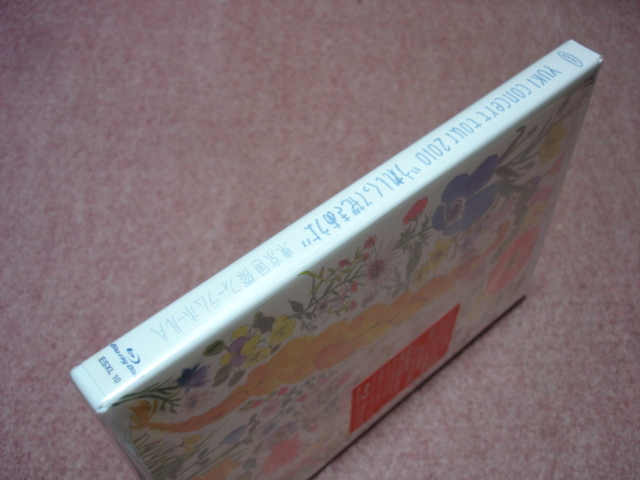 YUKI concert tour 2010 “うれしくって抱きあうよ”
東京国際フォーラムホールA
Blu-ray
ESXL 10